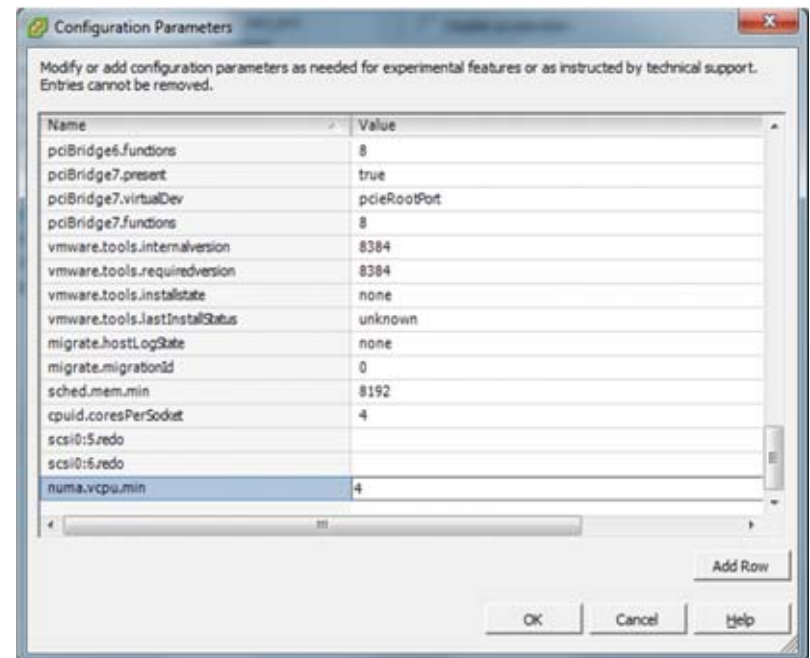 Configuration Parameters
Modify or add configuration parameters as needed for experimental features or as instructed by technical support.
Entries cannot be removed.
Name Value
pciBridge6.functions 8
pciBridge7.present true
pciBridge7.virtualDev pcieRootPort
pciBridge7.functions 8
vmware.tools.internalversion 8384
vmware.tools.requiredversion 8384
vmware.tools.installstate none
vmware.tools.lastInstallStatus unknown
migrate.hostLogState none
migrate.migrationId 0
sched.mem.min 8192
cpuid.coresPerSocket 4
scsi0:5.redo
scsi0:6.redo
numa.vcpu.min 4
Add Row
OK Cancel Help